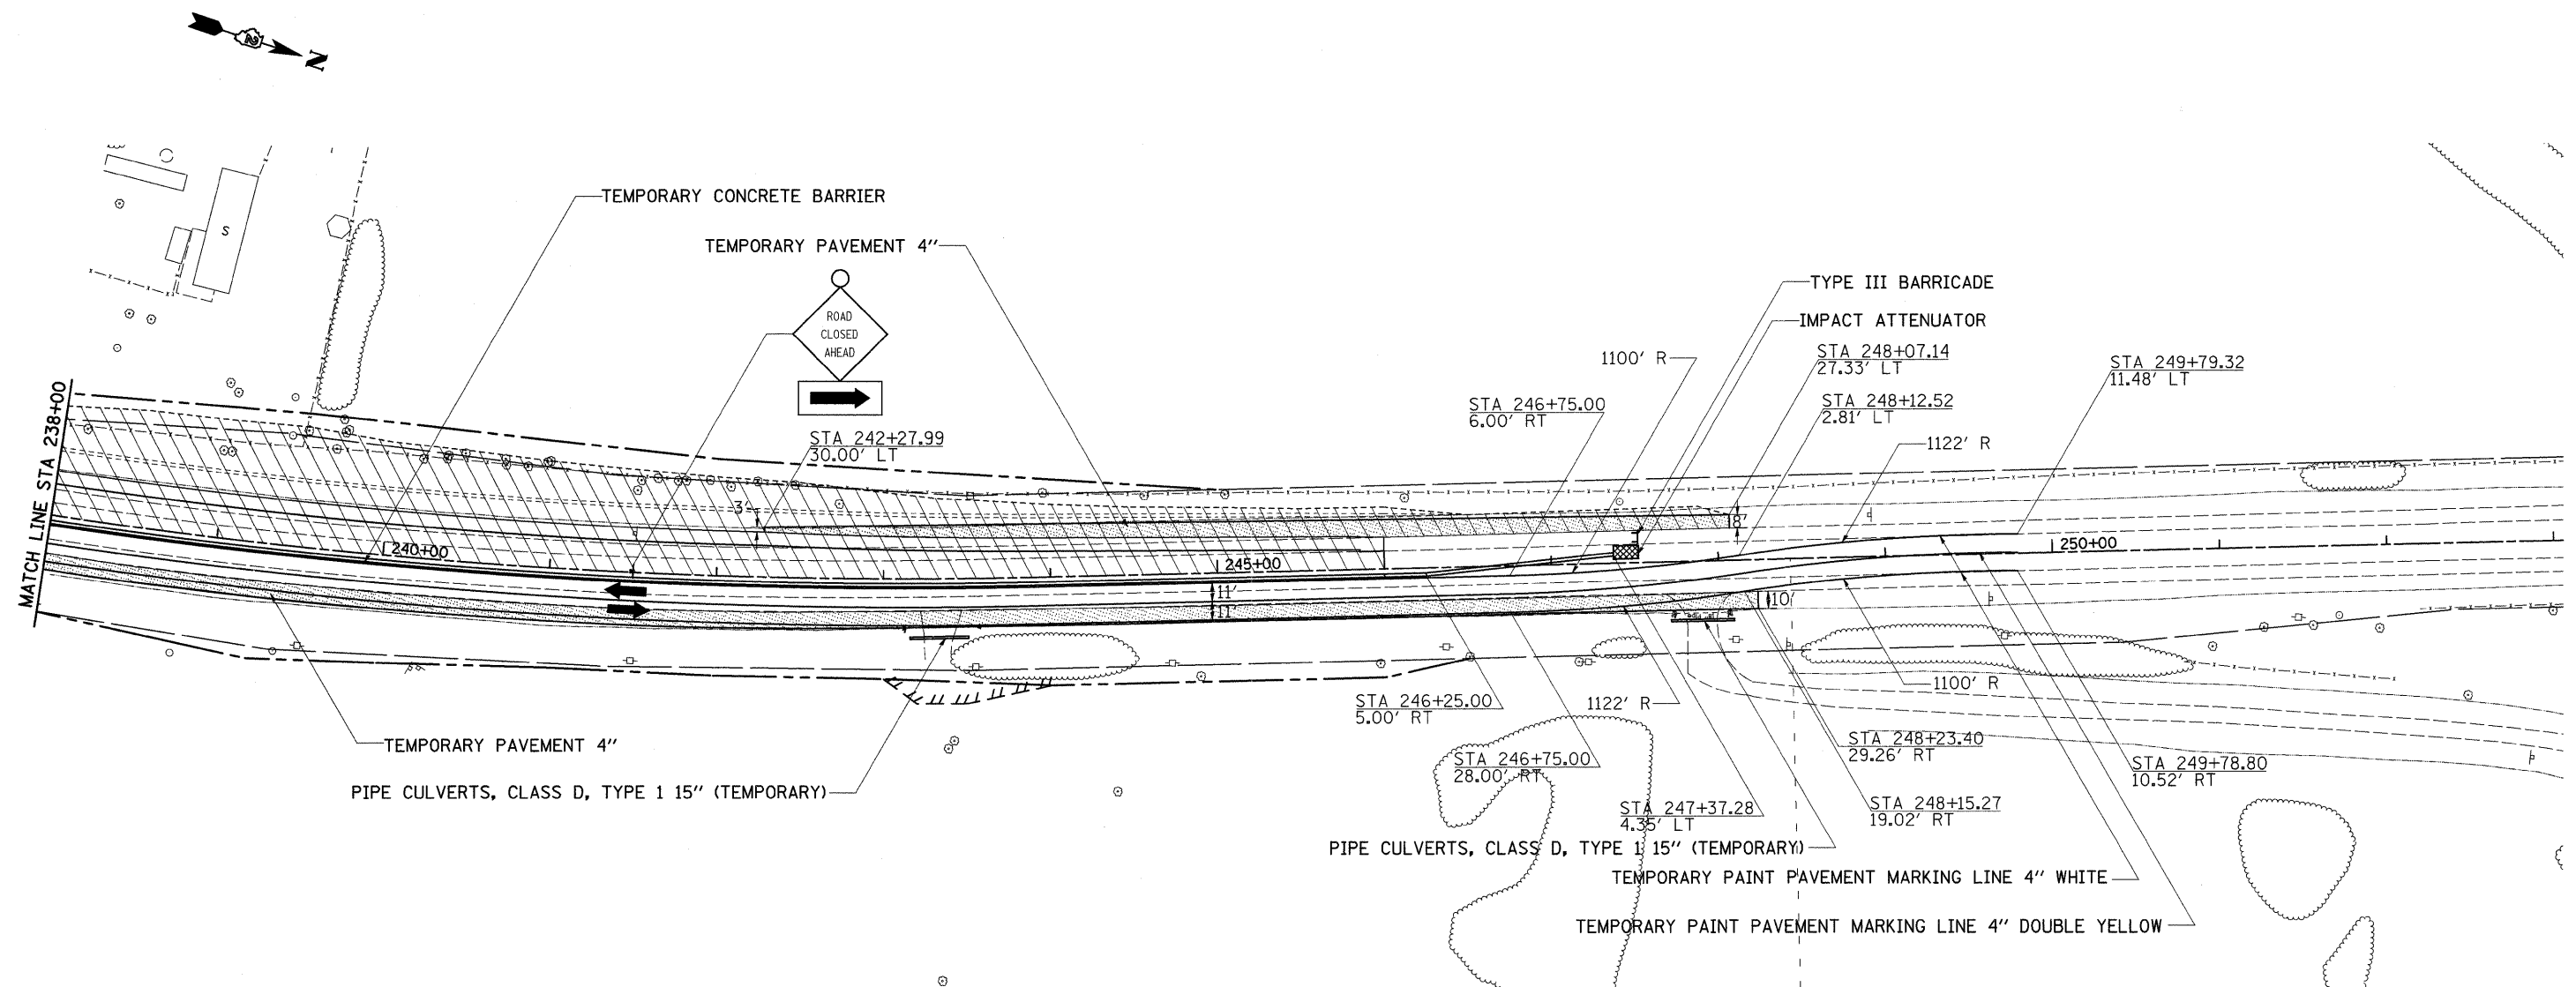 N
TEMPORARY CONCRETE BARRIER
S
TEMPORARY PAVEMENT 4"
TYPE III BARRICADE
ROAD
CLOSED
AHEAD
IMPACT ATTENUATOR
1100' R
STA 248+07.14
27.33' LT
STA 249+79.32
11.48' LT
STA 246+75.00
6.00' RT
STA 248+12.52
2.81' LT
STA 242+27.99
30.00' LT
1122' R
MATCH LINE STA 238+00
3'
8'
240+00
245+00
250+00
11'
11'
10'
1100' R
STA 246+25.00
5.00' RT
1122' R
TEMPORARY PAVEMENT 4"
STA 248+23.40
29.26' RT
STA 246+75.00
28.00' RT
STA 249+78.80
10.52' RT
PIPE CULVERTS, CLASS D, TYPE 1 15" (TEMPORARY)
STA 247+37.28
4.35' LT
STA 248+15.27
19.02' RT
PIPE CULVERTS, CLASS D, TYPE 1 15" (TEMPORARY)
TEMPORARY PAINT PAVEMENT MARKING LINE 4" WHITE
TEMPORARY PAINT PAVEMENT MARKING LINE 4" DOUBLE YELLOW